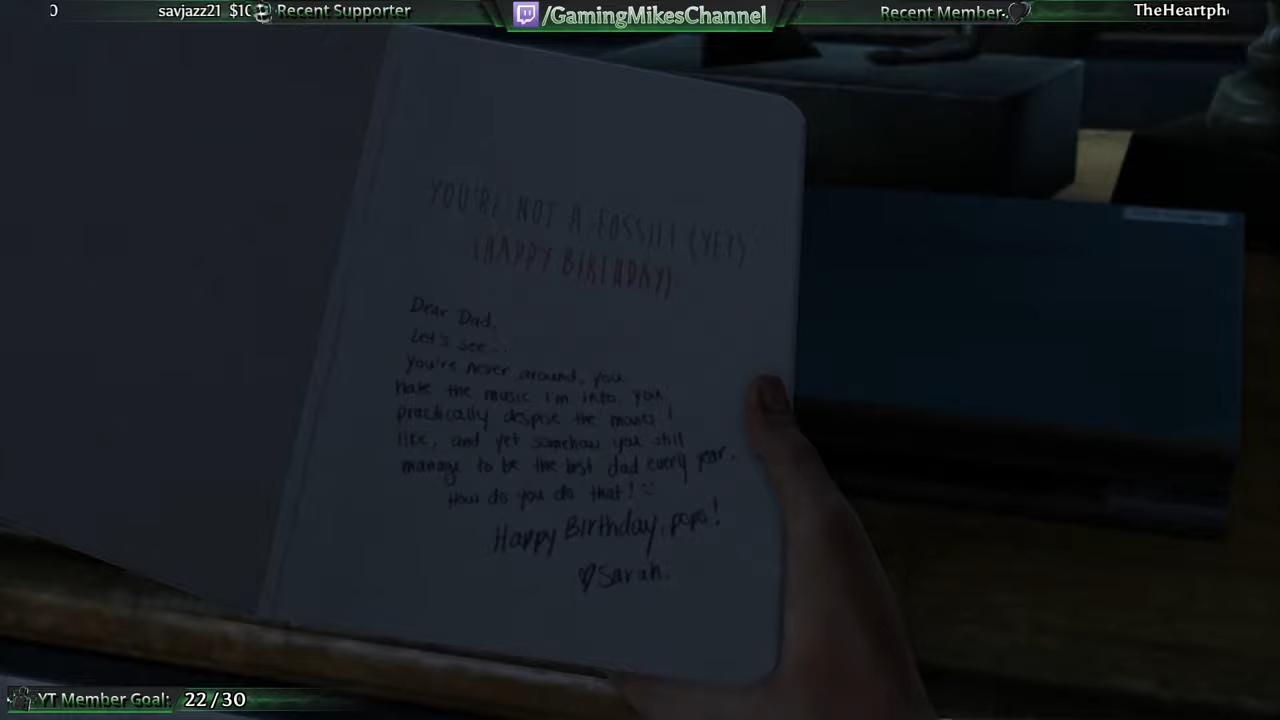 0 savjazz21 $10 Recent Supporter /GamingMikesChannel Recent Member TheHeartph
YOU'RE NOT A FOSSIL! (YET)
(HAPPY BIRTHDAY)
Dear Dad,
Let's see...
You're never around, you
hate the music I'm into, you
practically despise the movies I
like, and yet somehow you still
manage to be the best dad every year.
How do you do that? :)
Happy Birthday, papa!
♡Sarah.
YT Member Goal: 22/30